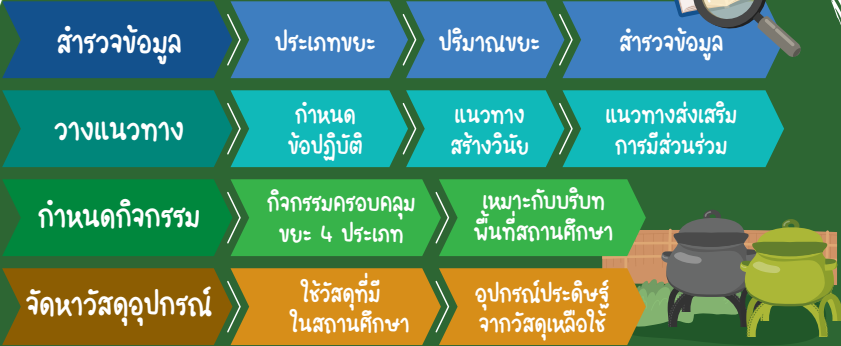 สำรวจข้อมูล
ประเภทขยะ
ปริมาณขยะ
สำรวจข้อมูล
วางแนวทาง
กำหนด
ข้อปฏิบัติ
แนวทาง
สร้างวินัย
แนวทางส่งเสริม
การมีส่วนร่วม
กำหนดกิจกรรม
กิจกรรมครอบคลุม
ขยะ 4 ประเภท
เหมาะกับบริบท
พื้นที่สถานศึกษา
จัดหาวัสดุอุปกรณ์
ใช้วัสดุที่มี
ในสถานศึกษา
อุปกรณ์ประดิษฐ์
จากวัสดุเหลือใช้